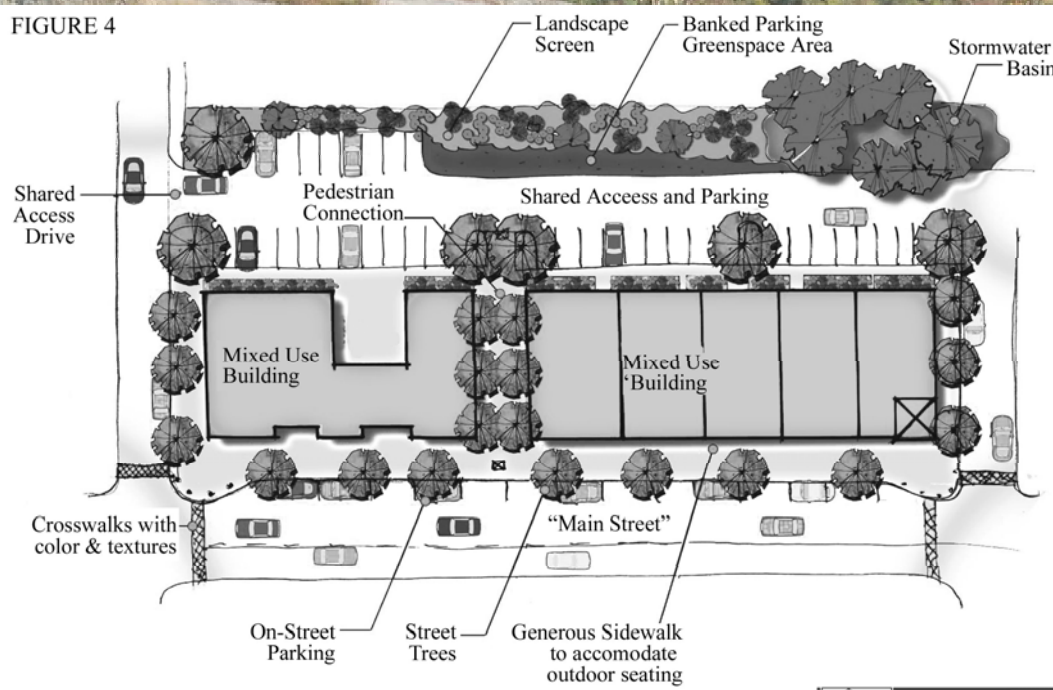 FIGURE 4
Landscape
Screen
Banked Parking
Greenspace Area
Stormwater
Basin
Shared
Access
Drive
Pedestrian
Connection
Shared Acceess and Parking
Mixed Use
Building
Mixed Use
‘Building
Crosswalks with
color & textures
“Main Street”
On-Street
Parking
Street
Trees
Generous Sidewalk
to accomodate
outdoor seating